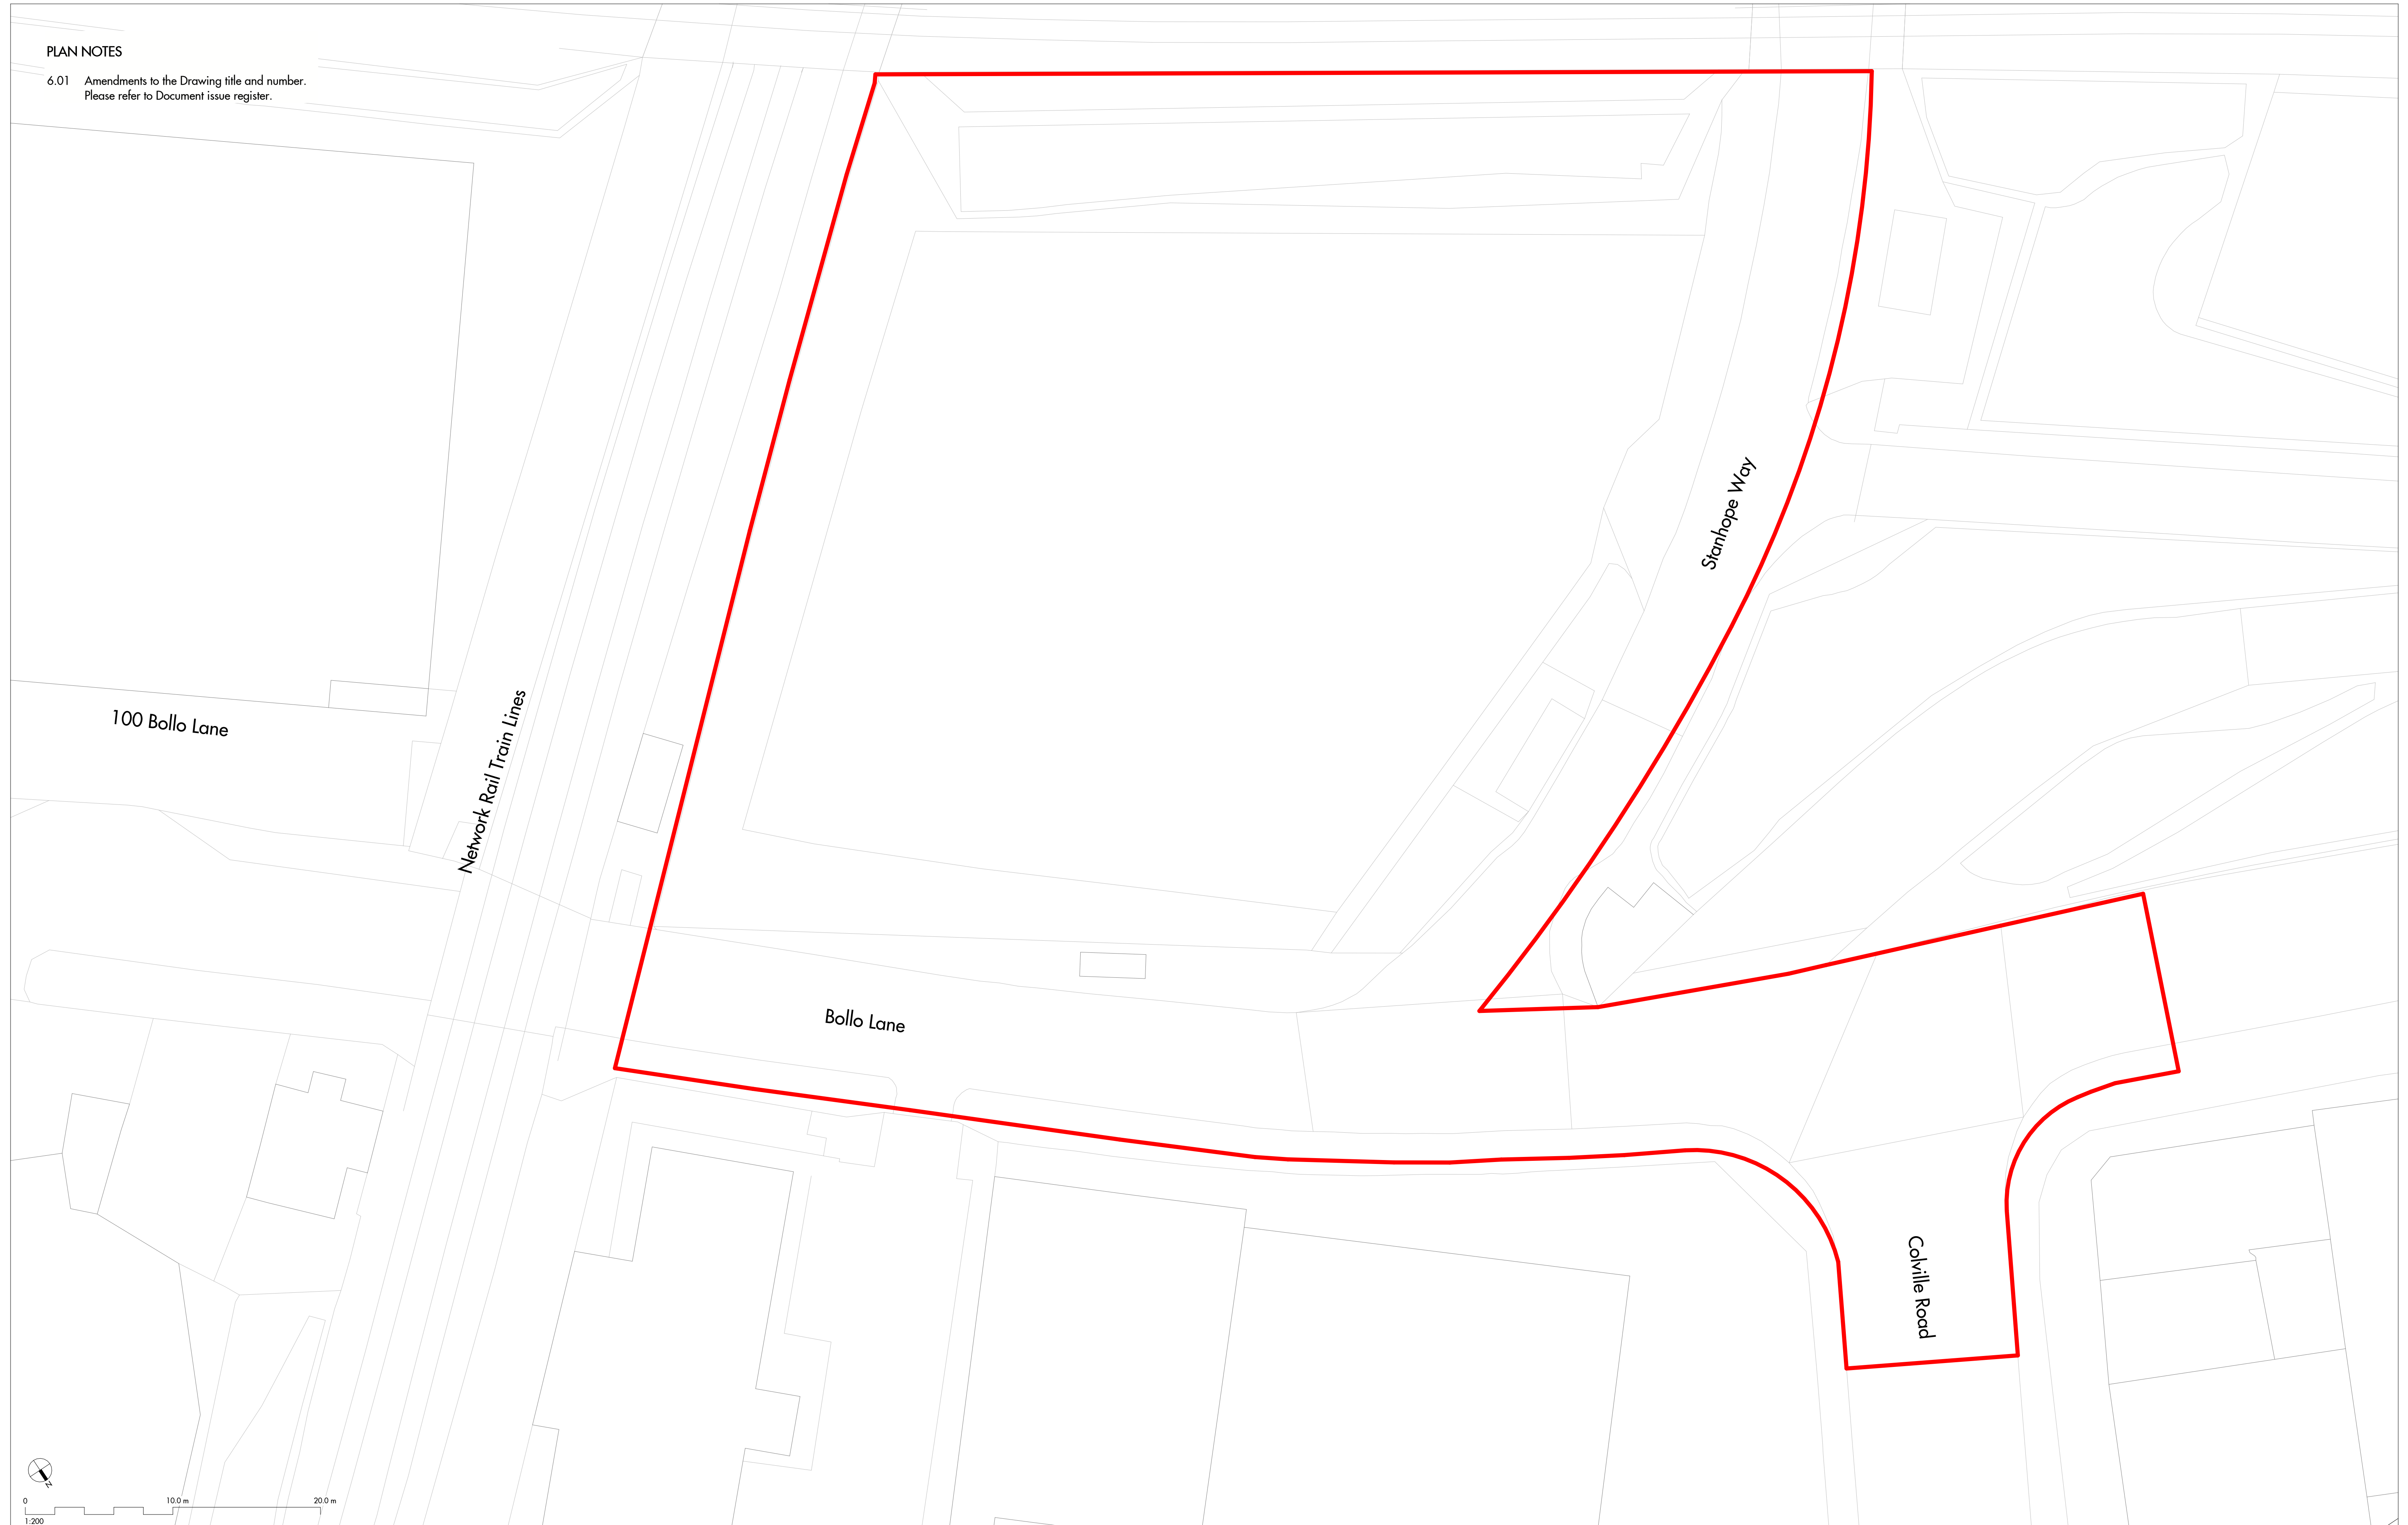 PLAN NOTES
6.01 Amendments to the Drawing title and number.
Please refer to Document issue register.
Stanhope Way
100 Bollo Lane
Network Rail Train Lines
Bollo Lane
Colville Road
N
0 10.0 m 20.0 m
1:200